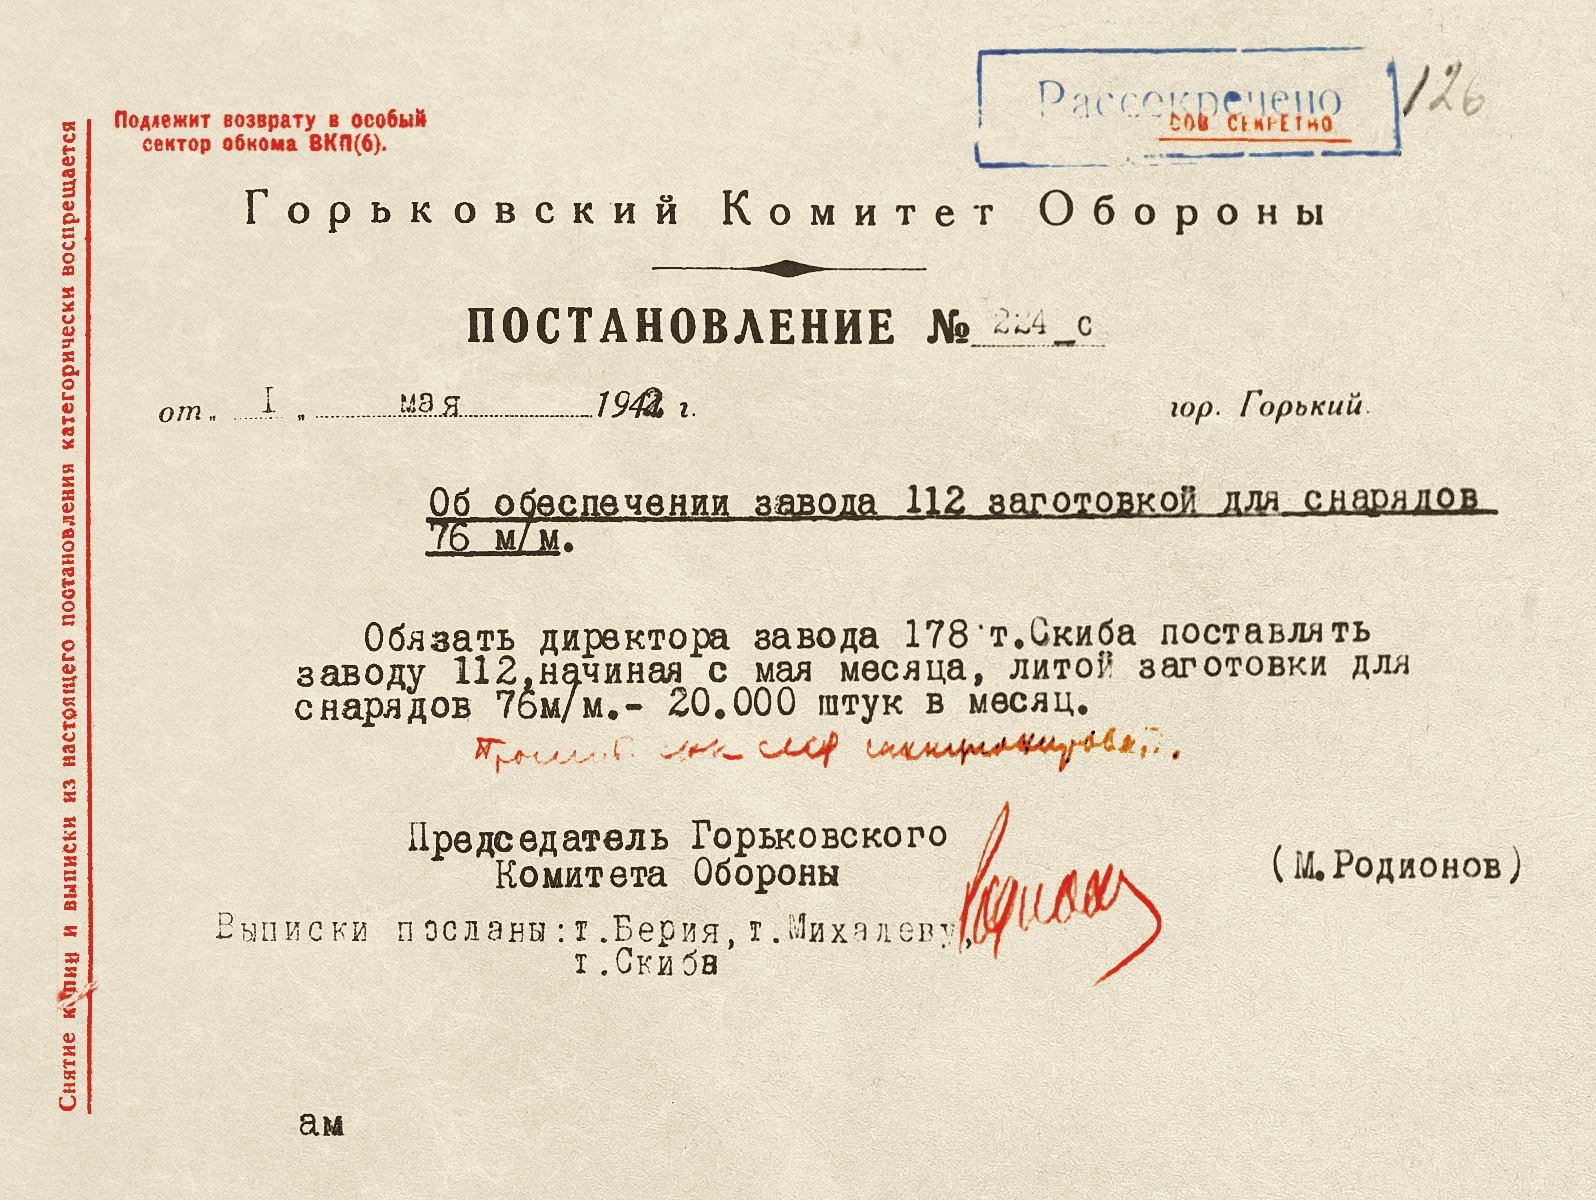 Подлежит возврату в особый
сектор обкома ВКП(б).
Рассекречено
СОВ СЕКРЕТНО
126
Горьковский Комитет Обороны
ПОСТАНОВЛЕНИЕ № 224_с
от „ I „ мая 1942 г.
гор. Горький.
Об обеспечении завода 112 заготовкой для снарядов
76 м/м.
Обязать директора завода 178 т.Скиба поставлять
заводу 112,начиная с мая месяца, литой заготовки для
снарядов 76м/м.- 20.000 штук в месяц.
Председатель Горьковского
Комитета Обороны
(М.Родионов)
Выписки посланы:т.Берия,т.Михалеву,
т.Скиба
ам
Снятие копии и выписки из настоящего постановления категорически воспрещается